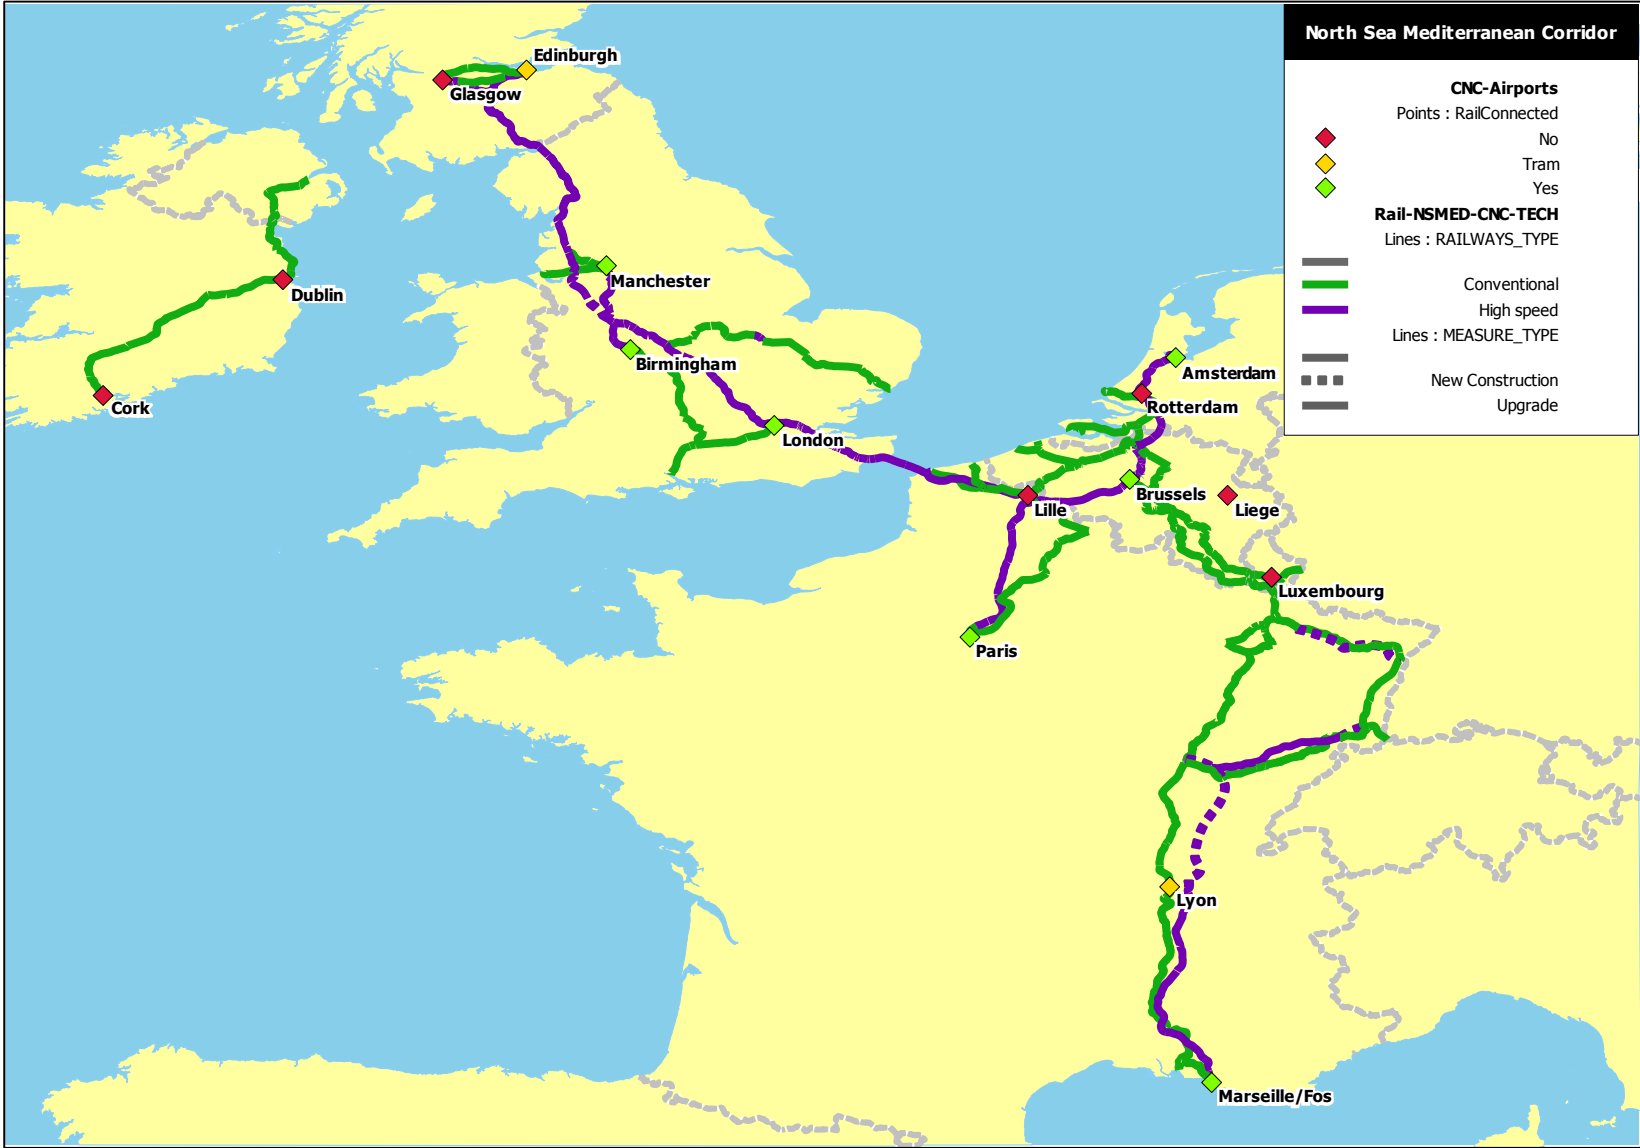 North Sea Mediterranean Corridor
CNC-Airports
Points : RailConnected
No
Tram
Yes
Rail-NSMED-CNC-TECH
Lines : RAILWAYS_TYPE
Conventional
High speed
Lines : MEASURE_TYPE
New Construction
Upgrade
Edinburgh
Glasgow
Manchester
Dublin
Birmingham
Amsterdam
Cork
Rotterdam
London
Brussels
Lille
Liege
Luxembourg
Paris
Lyon
Marseille/Fos